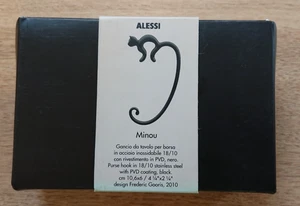 ALESSI
Minou
Gancio da tavolo per borsa
in acciaio inossidabile 18/10
con rivestimento in PVD, nero.
Purse hook in 18/10 stainless steel
with PVD coating, black.
cm 10,6x6 / 4 ¼"x2 ¼"
design Frederic Gooris, 2010